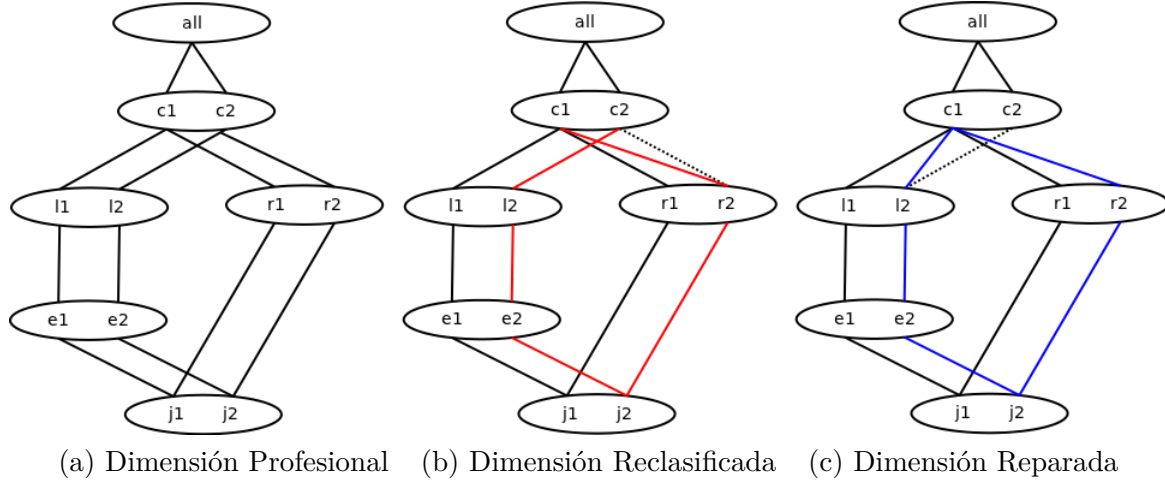 all all all
c1 c2 c1 c2 c1 c2
l1 l2 r1 r2 l1 l2 r1 r2 l1 l2 r1 r2
e1 e2 e1 e2 e1 e2
j1 j2 j1 j2 j1 j2
(a) Dimensión Profesional (b) Dimensión Reclasificada (c) Dimensión Reparada